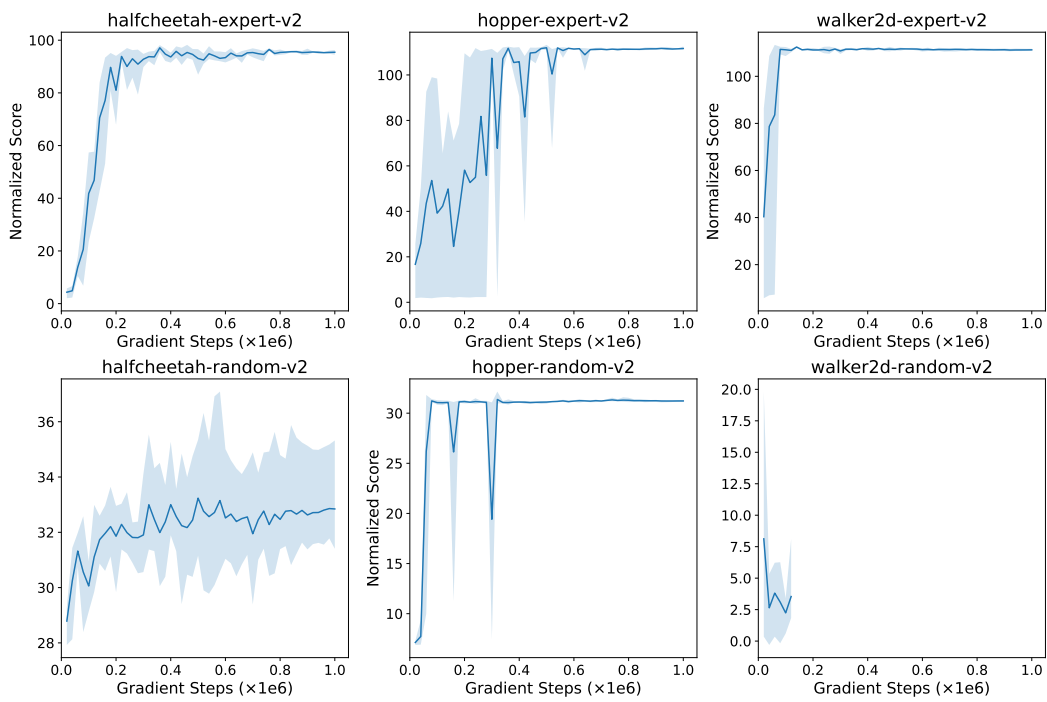 halfcheetah-expert-v2
hopper-expert-v2
walker2d-expert-v2
100
80
60
40
20
0
Normalized Score
0.0 0.2 0.4 0.6 0.8 1.0
Gradient Steps (×1e6)
100
80
60
40
20
0
0.0 0.2 0.4 0.6 0.8 1.0
Gradient Steps (×1e6)
Normalized Score
100
80
60
40
20
0.0 0.2 0.4 0.6 0.8 1.0
Gradient Steps (×1e6)
halfcheetah-random-v2
hopper-random-v2
walker2d-random-v2
36
34
32
30
28
0.0 0.2 0.4 0.6 0.8 1.0
Gradient Steps (×1e6)
Normalized Score
30
25
20
15
10
0.0 0.2 0.4 0.6 0.8 1.0
Gradient Steps (×1e6)
20.0
17.5
15.0
12.5
10.0
7.5
5.0
2.5
0.0
0.0 0.2 0.4 0.6 0.8 1.0
Gradient Steps (×1e6)